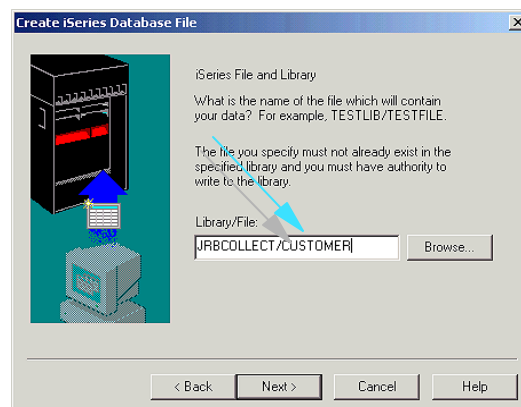 Create iSeries Database File
iSeries File and Library
What is the name of the file which will contain
your data? For example, TESTLIB/TESTFILE.
The file you specify must not already exist in the
specified library and you must have authority to
write to the library.
Library/File:
JRBCOLLECT/CUSTOMER
Browse...
< Back
Next >
Cancel
Help